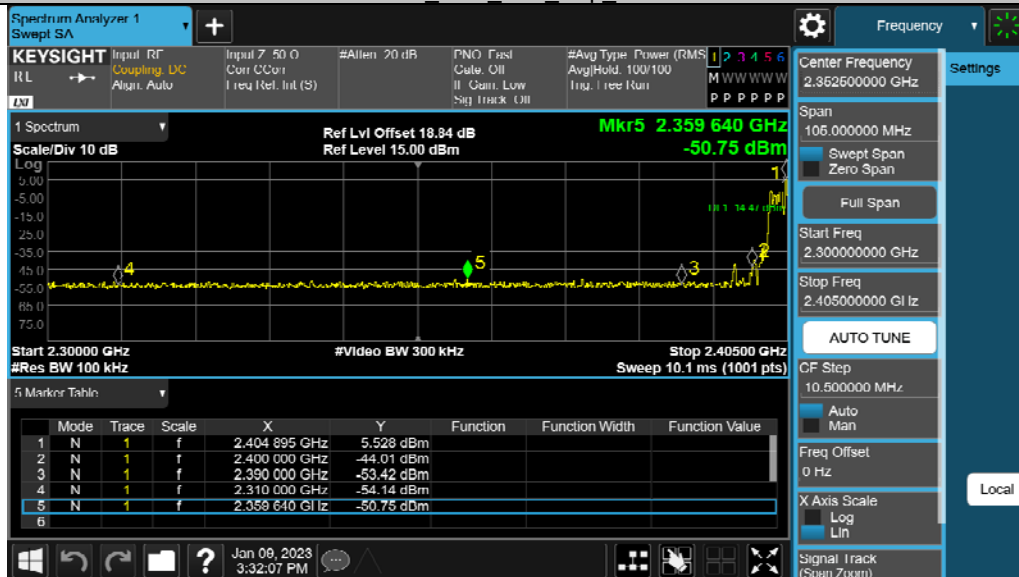 Spectrum Analyzer 1
Swept SA
+
Frequency
KEYSIGHT
Input: RF
Input Z: 50 Ω
#Atten: 20 dB
PNO: Fast
#Avg Type: Power (RMS
1 2 3 4 5 6
RL
Coupling: DC
Corr CCorr
Gate: Off
Avg|Hold: 100/100
M W W W W W
Align: Auto
Freq Ref: Int (S)
IF Gain: Low
Trig: Free Run
LXI
Sig Track: Off
P P P P P P
1 Spectrum
Ref Lvl Offset 18.84 dB
Mkr5 2.359 640 GHz
Scale/Div 10 dB
Ref Level 15.00 dBm
-50.75 dBm
Log
5.00
-5.00
-15.0
25.0
-35.0
45.0
-55.0
65.0
75.0
1
2
3
4
5
Start 2.30000 GHz
#Video BW 300 kHz
Stop 2.40500 GHz
#Res BW 100 kHz
Sweep 10.1 ms (1001 pts)
5 Marker Table
Mode Trace Scale X Y Function Function Width Function Value
1 N 1 f 2.404 895 GHz 5.528 dBm
2 N 1 f 2.400 000 GHz -44.01 dBm
3 N 1 f 2.390 000 GHz -53.42 dBm
4 N 1 f 2.310 000 GHz -54.14 dBm
5 N 1 f 2.359 640 GHz -50.75 dBm
6
?
Jan 09, 2023
3:32:07 PM
Center Frequency
2.352500000 GHz
Settings
Span
105.000000 MHz
Swept Span
Zero Span
Full Span
Start Freq
2.300000000 GHz
Stop Freq
2.405000000 GHz
AUTO TUNE
CF Step
10.500000 MHz
Auto
Man
Freq Offset
0 Hz
Local
X Axis Scale
Log
Lin
Signal Track
(Span Zoom)